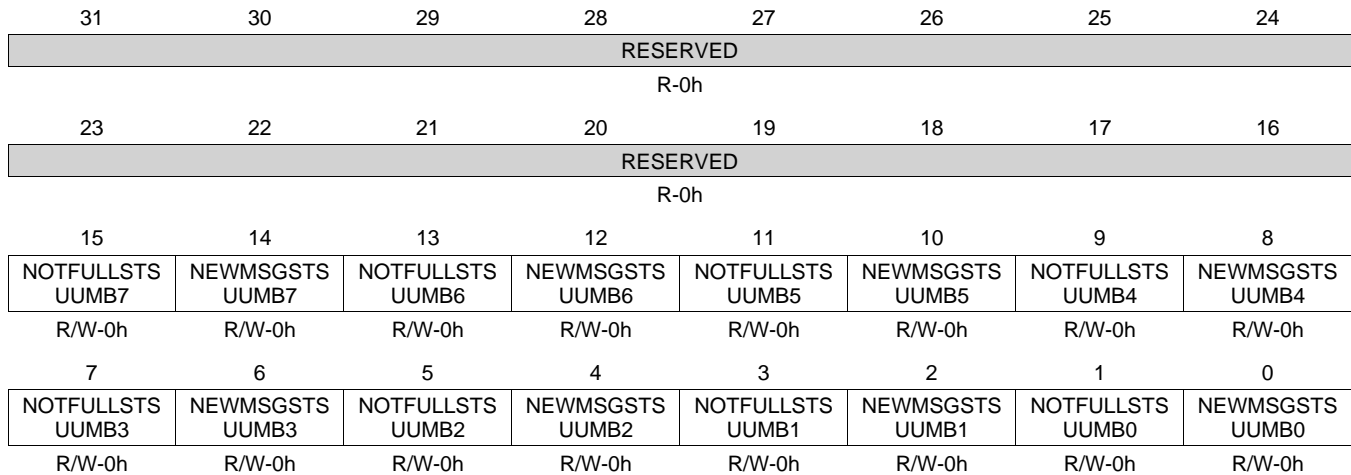 31 30 29 28 27 26 25 24
RESERVED
R-0h
23 22 21 20 19 18 17 16
RESERVED
R-0h
15 14 13 12 11 10 9 8
NOTFULLSTS NEWMSGSTS NOTFULLSTS NEWMSGSTS NOTFULLSTS NEWMSGSTS NOTFULLSTS NEWMSGSTS
UUMB7 UUMB7 UUMB6 UUMB6 UUMB5 UUMB5 UUMB4 UUMB4
R/W-0h R/W-0h R/W-0h R/W-0h R/W-0h R/W-0h R/W-0h R/W-0h
7 6 5 4 3 2 1 0
NOTFULLSTS NEWMSGSTS NOTFULLSTS NEWMSGSTS NOTFULLSTS NEWMSGSTS NOTFULLSTS NEWMSGSTS
UUMB3 UUMB3 UUMB2 UUMB2 UUMB1 UUMB1 UUMB0 UUMB0
R/W-0h R/W-0h R/W-0h R/W-0h R/W-0h R/W-0h R/W-0h R/W-0h